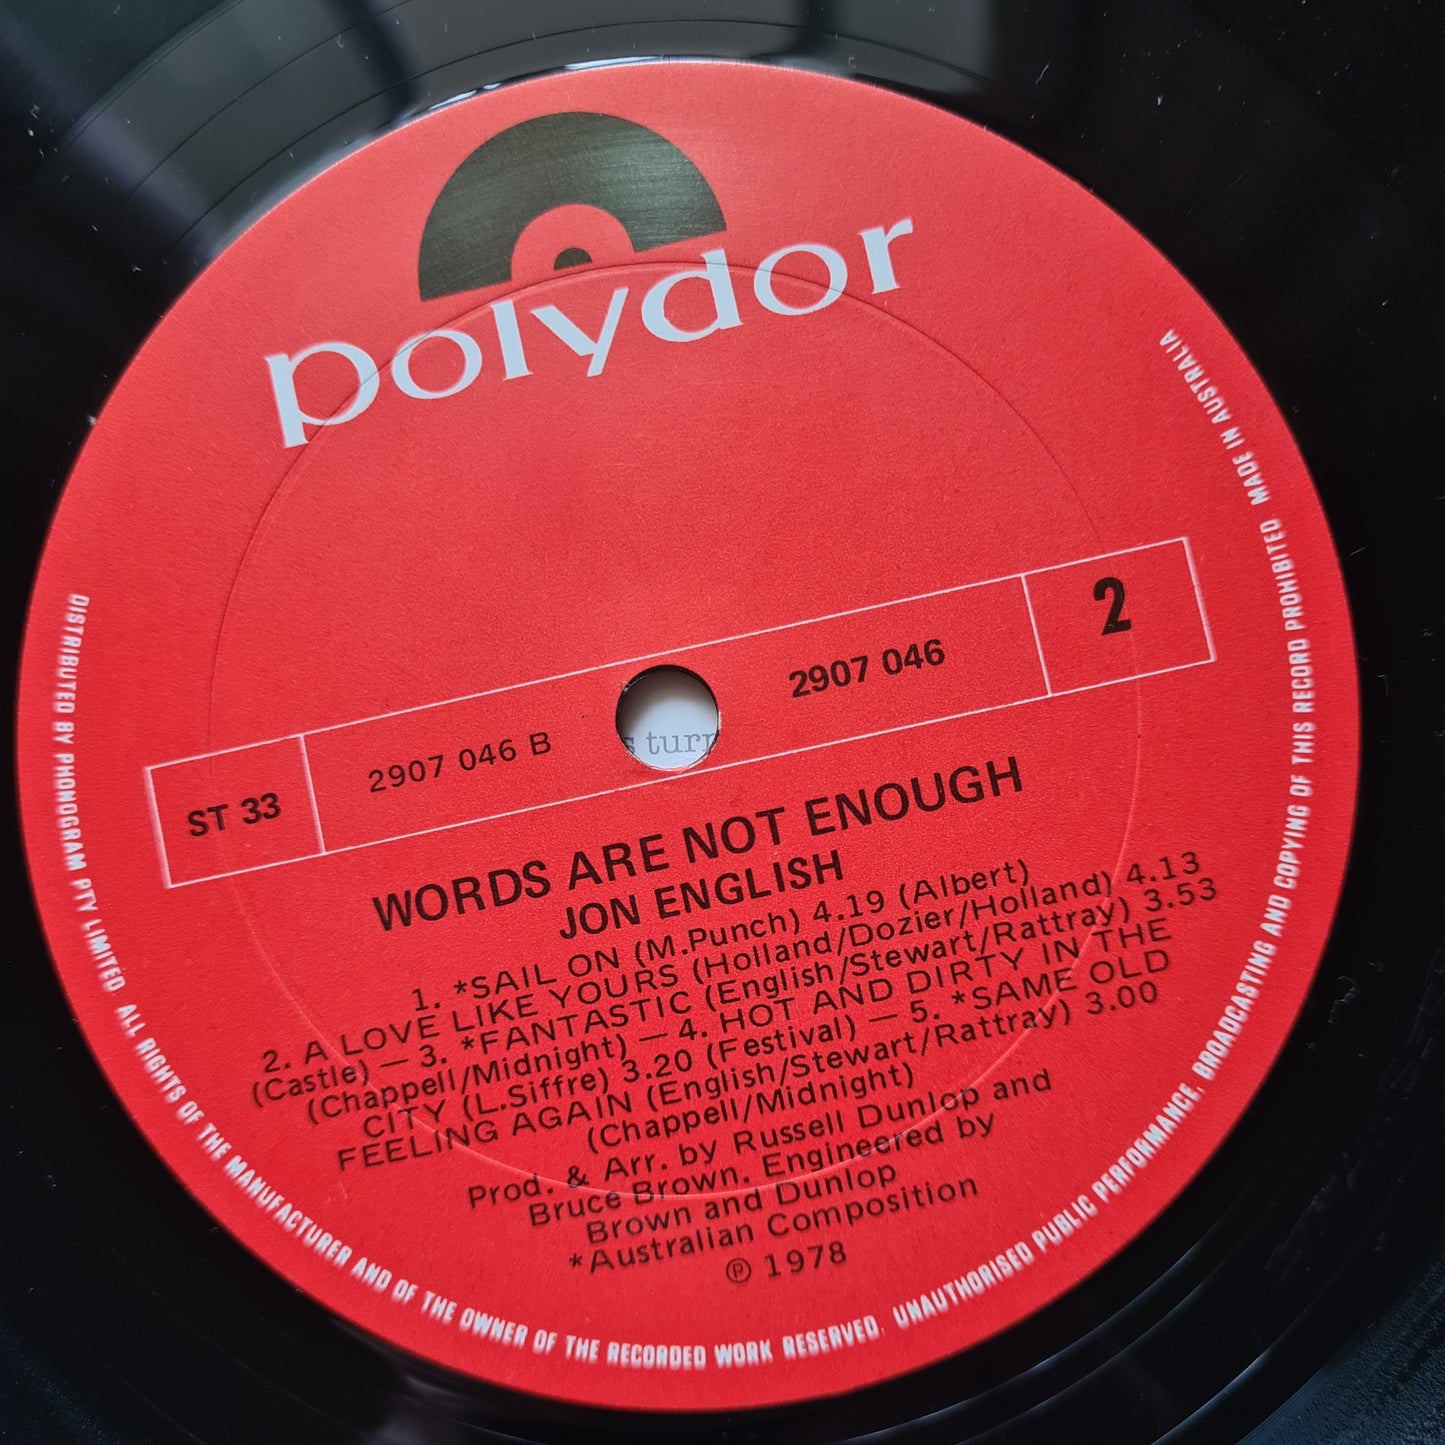 polydor
ST 33
2907 046 B
2907 046
2
WORDS ARE NOT ENOUGH
JON ENGLISH
1. *SAIL ON (M.Punch) 4.19 (Albert)
2. A LOVE LIKE YOURS (Holland/Dozier/Holland) 4.13
(Castle) — 3. *FANTASTIC (English/Stewart/Rattray) 3.53
(Chappell/Midnight) — 4. HOT AND DIRTY IN THE
CITY (L.Siffre) 3.20 (Festival) — 5. *SAME OLD
FEELING AGAIN (English/Stewart/Rattray) 3.00
(Chappell/Midnight)
Prod. & Arr. by Russell Dunlop and
Bruce Brown. Engineered by
Brown and Dunlop
*Australian Composition
℗ 1978
DISTRIBUTED BY PHONOGRAM PTY LIMITED ALL RIGHTS OF THE MANUFACTURER AND OF THE OWNER OF THE RECORDED WORK RESERVED. UNAUTHORISED PUBLIC PERFORMANCE, BROADCASTING AND COPYING OF THIS RECORD PROHIBITED MADE IN AUSTRALIA